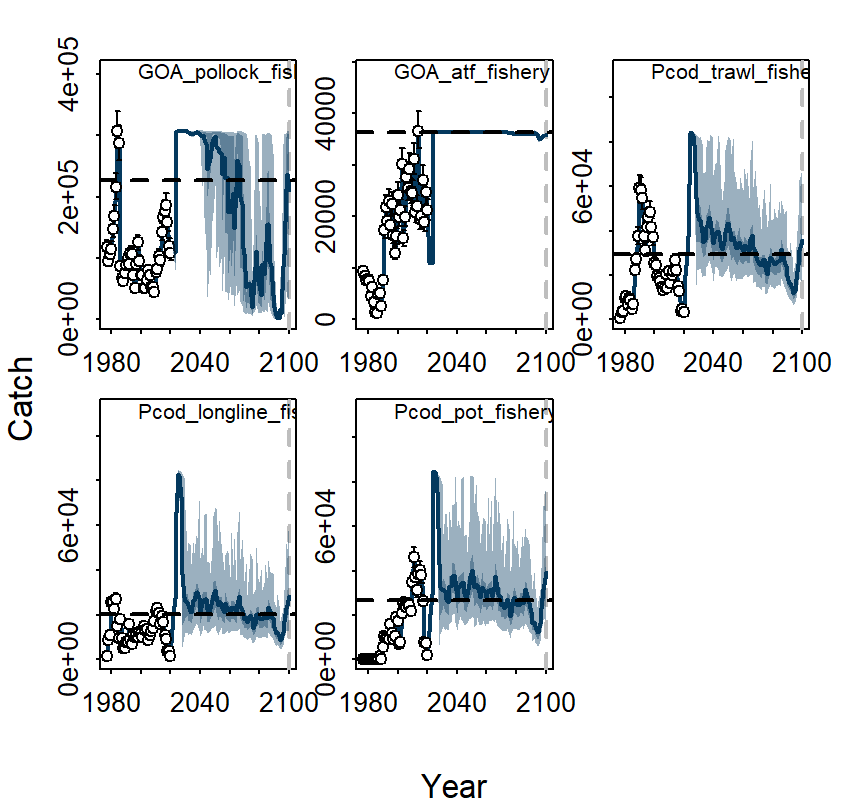 GOA_pollock_fisl
GOA_atf_fishery
Pcod_trawl_fishe
0e+00 2e+05 4e+05
0 20000 40000
0e+00 6e+04
1980 2040 2100
1980 2040 2100
1980 2040 2100
Catch
Pcod_longline_fis
Pcod_pot_fishery
0e+00 6e+04
0e+00 6e+04
1980 2040 2100
1980 2040 2100
Year